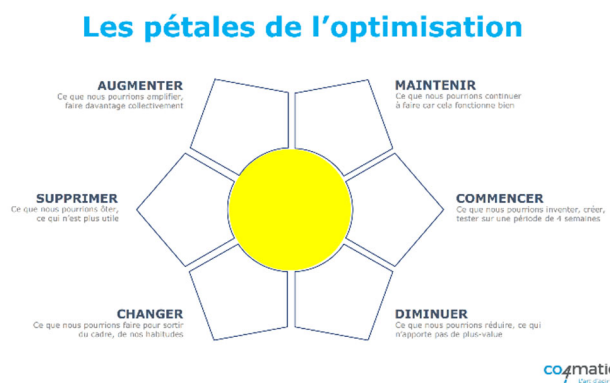 Les pétales de l'optimisation
AUGMENTER
Ce que nous pourrions amplifier,
faire davantage collectivement
MAINTENIR
Ce que nous pourrions continuer
à faire car cela fonctionne bien
SUPPRIMER
Ce que nous pourrions ôter,
ce qui n'est plus utile
COMMENCER
Ce que nous pourrions inventer, créer,
tester sur une période de 4 semaines
CHANGER
Ce que nous pourrions faire pour sortir
du cadre, de nos habitudes
DIMINUER
Ce que nous pourrions réduire, ce qui
n'apporte pas de plus-value
co4matic